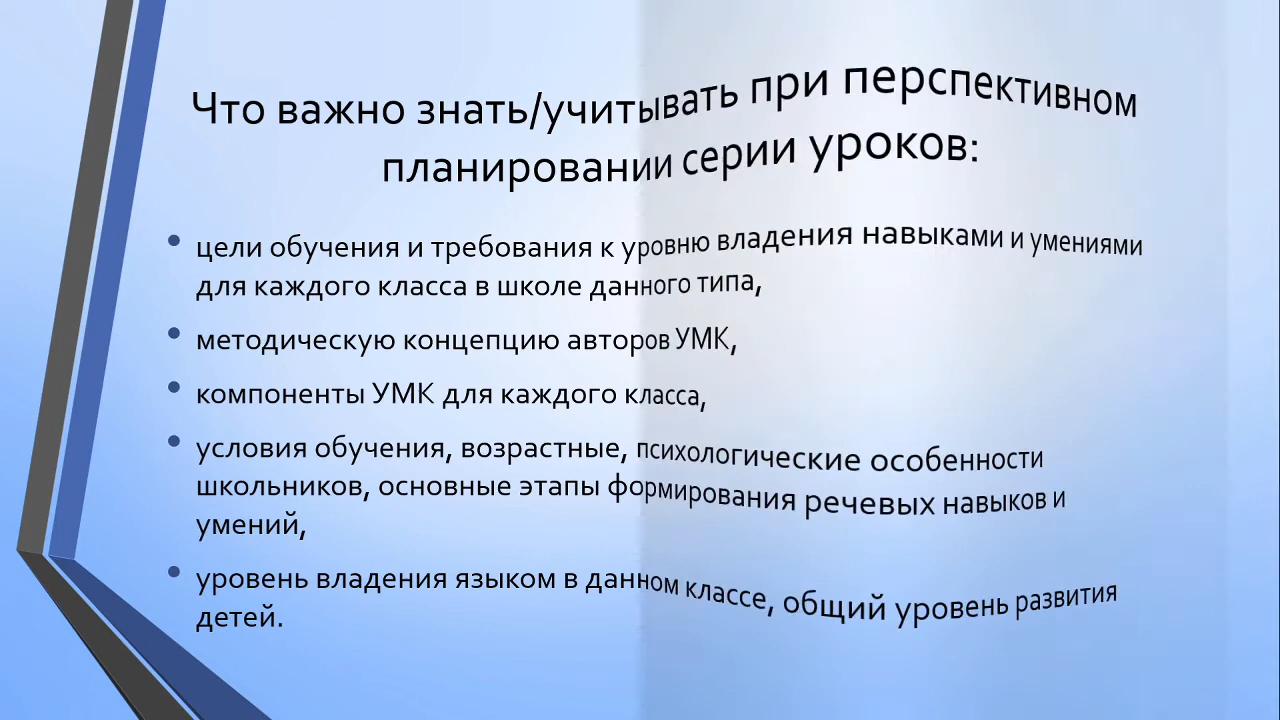 Что важно знать/учитывать при перспективном
планировании серии уроков:
• цели обучения и требования к уровню владения навыками и умениями
для каждого класса в школе данного типа,
• методическую концепцию авторов УМК,
• компоненты УМК для каждого класса,
• условия обучения, возрастные, психологические особенности
школьников, основные этапы формирования речевых навыков и
умений,
• уровень владения языком в данном классе, общий уровень развития
детей.